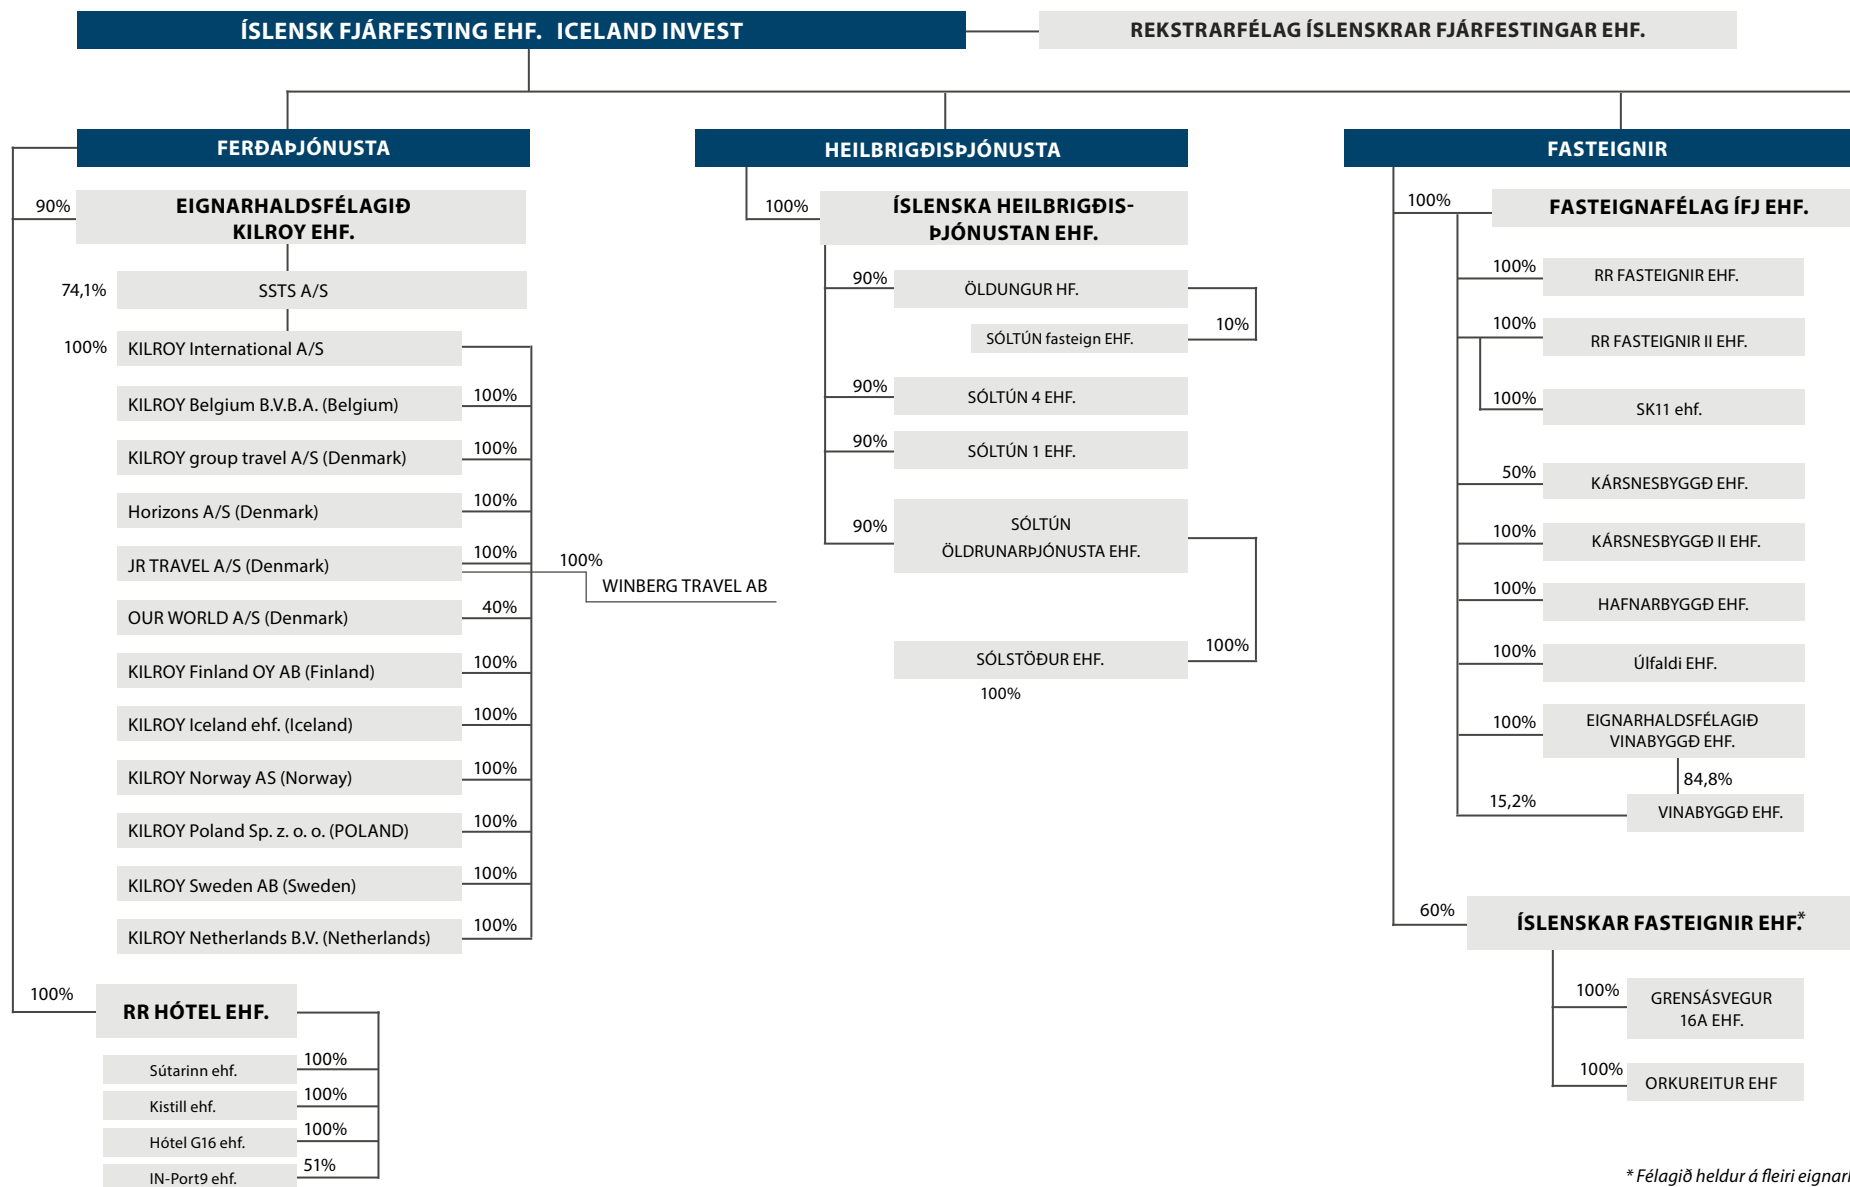 ÍSLENSK FJÁRFESTING EHF. ICELAND INVEST
REKSTRARFÉLAG ÍSLENSKRAR FJÁRFESTINGAR EHF.
FERÐAÞJÓNUSTA
90%
EIGNARHALDSFÉLAGIÐ
KILROY EHF.
74,1%
SSTS A/S
100%
KILROY International A/S
KILROY Belgium B.V.B.A. (Belgium)
100%
KILROY group travel A/S (Denmark)
100%
Horizons A/S (Denmark)
100%
JR TRAVEL A/S (Denmark)
100%
100%
WINBERG TRAVEL AB
OUR WORLD A/S (Denmark)
40%
KILROY Finland OY AB (Finland)
100%
KILROY Iceland ehf. (Iceland)
100%
KILROY Norway AS (Norway)
100%
KILROY Poland Sp. z. o. o. (POLAND)
100%
KILROY Sweden AB (Sweden)
100%
KILROY Netherlands B.V. (Netherlands)
100%
100%
RR HÓTEL EHF.
Sútarinn ehf.
100%
Kistill ehf.
100%
Hótel G16 ehf.
100%
IN-Port9 ehf.
51%
HEILBRIGÐISÞJÓNUSTA
100%
ÍSLENSKA HEILBRIGÐIS-
ÞJÓNUSTAN EHF.
90%
ÖLDUNGUR HF.
10%
SÓLTÚN fasteign EHF.
90%
SÓLTÚN 4 EHF.
90%
SÓLTÚN 1 EHF.
90%
SÓLTÚN
ÖLDRUNARÞJÓNUSTA EHF.
100%
SÓLSTÖÐUR EHF.
100%
FASTEIGNIR
100%
FASTEIGNAFÉLAG ÍFJ EHF.
100%
RR FASTEIGNIR EHF.
100%
RR FASTEIGNIR II EHF.
100%
SK11 ehf.
50%
KÁRSNESBYGGÐ EHF.
100%
KÁRSNESBYGGÐ II EHF.
100%
HAFNARBYGGÐ EHF.
100%
Úlfaldi EHF.
100%
EIGNARHALDSFÉLAGIÐ
VINABYGGÐ EHF.
84,8%
15,2%
VINABYGGÐ EHF.
60%
ÍSLENSKAR FASTEIGNIR EHF.*
100%
GRENSÁSVEGUR
16A EHF.
100%
ORKUREITUR EHF
* Félagið heldur á fleiri